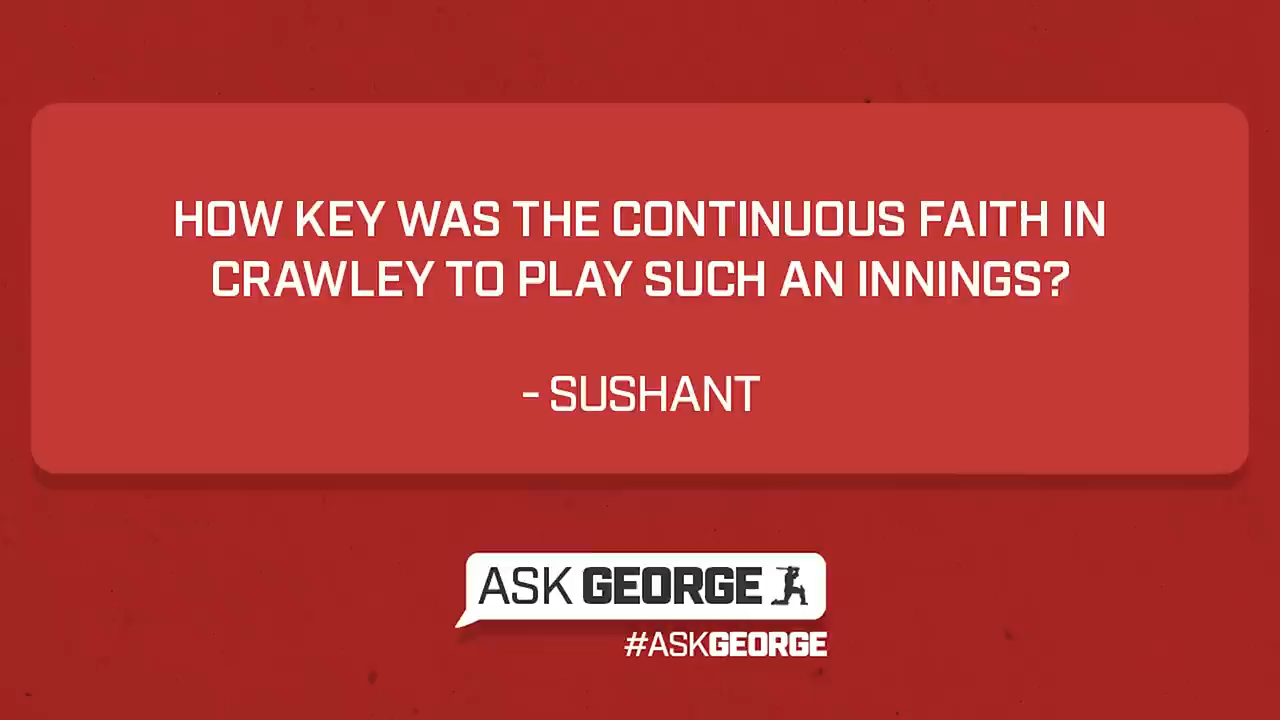 HOW KEY WAS THE CONTINUOUS FAITH IN
CRAWLEY TO PLAY SUCH AN INNINGS?
- SUSHANT
ASK GEORGE
#ASKGEORGE